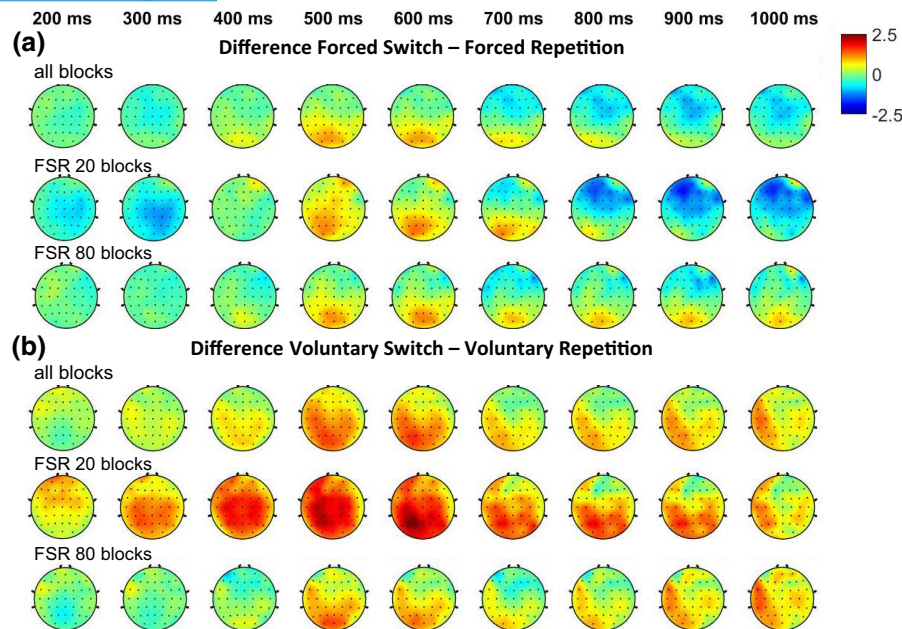 200 ms 300 ms 400 ms 500 ms 600 ms 700 ms 800 ms 900 ms 1000 ms
(a) Difference Forced Switch – Forced Repetition
2.5
0
-2.5
all blocks
FSR 20 blocks
FSR 80 blocks
(b) Difference Voluntary Switch – Voluntary Repetition
all blocks
FSR 20 blocks
FSR 80 blocks